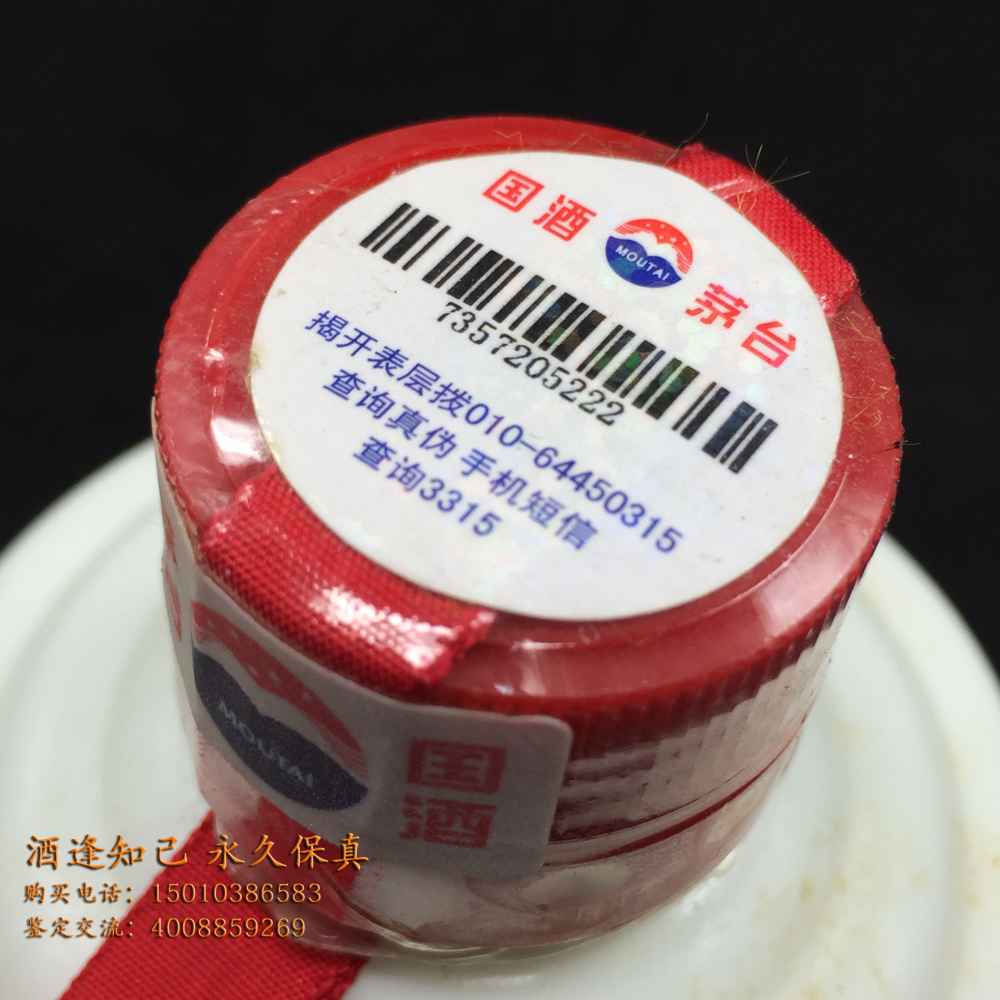 国酒 MOUTAI 茅台
7357205222
揭开表层拨010-64450315
查询真伪 手机短信
查询3315
MOUTAI
国
酒
酒逢知己 永久保真
购买电话：15010386583
鉴定交流：4008859269